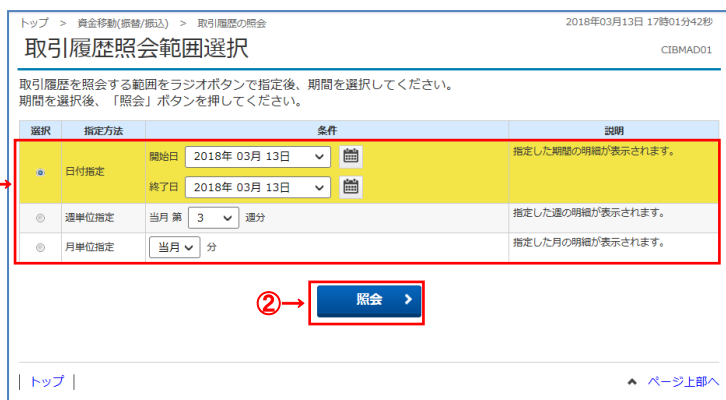 トップ > 資金移動(振替/振込) > 取引履歴の照会
2018年03月13日 17時01分42秒
取引履歴照会範囲選択
CIBMAD01
取引履歴を照会する範囲をラジオボタンで指定後、期間を選択してください。
期間を選択後、「照会」ボタンを押してください。
選択 指定方法 条件 説明
日付指定 開始日 2018年 03月 13日 指定した期間の明細が表示されます。
終了日 2018年 03月 13日
週単位指定 当月 第 3 週分 指定した週の明細が表示されます。
月単位指定 当月 分 指定した月の明細が表示されます。
②→ 照会
トップ
ページ上部へ